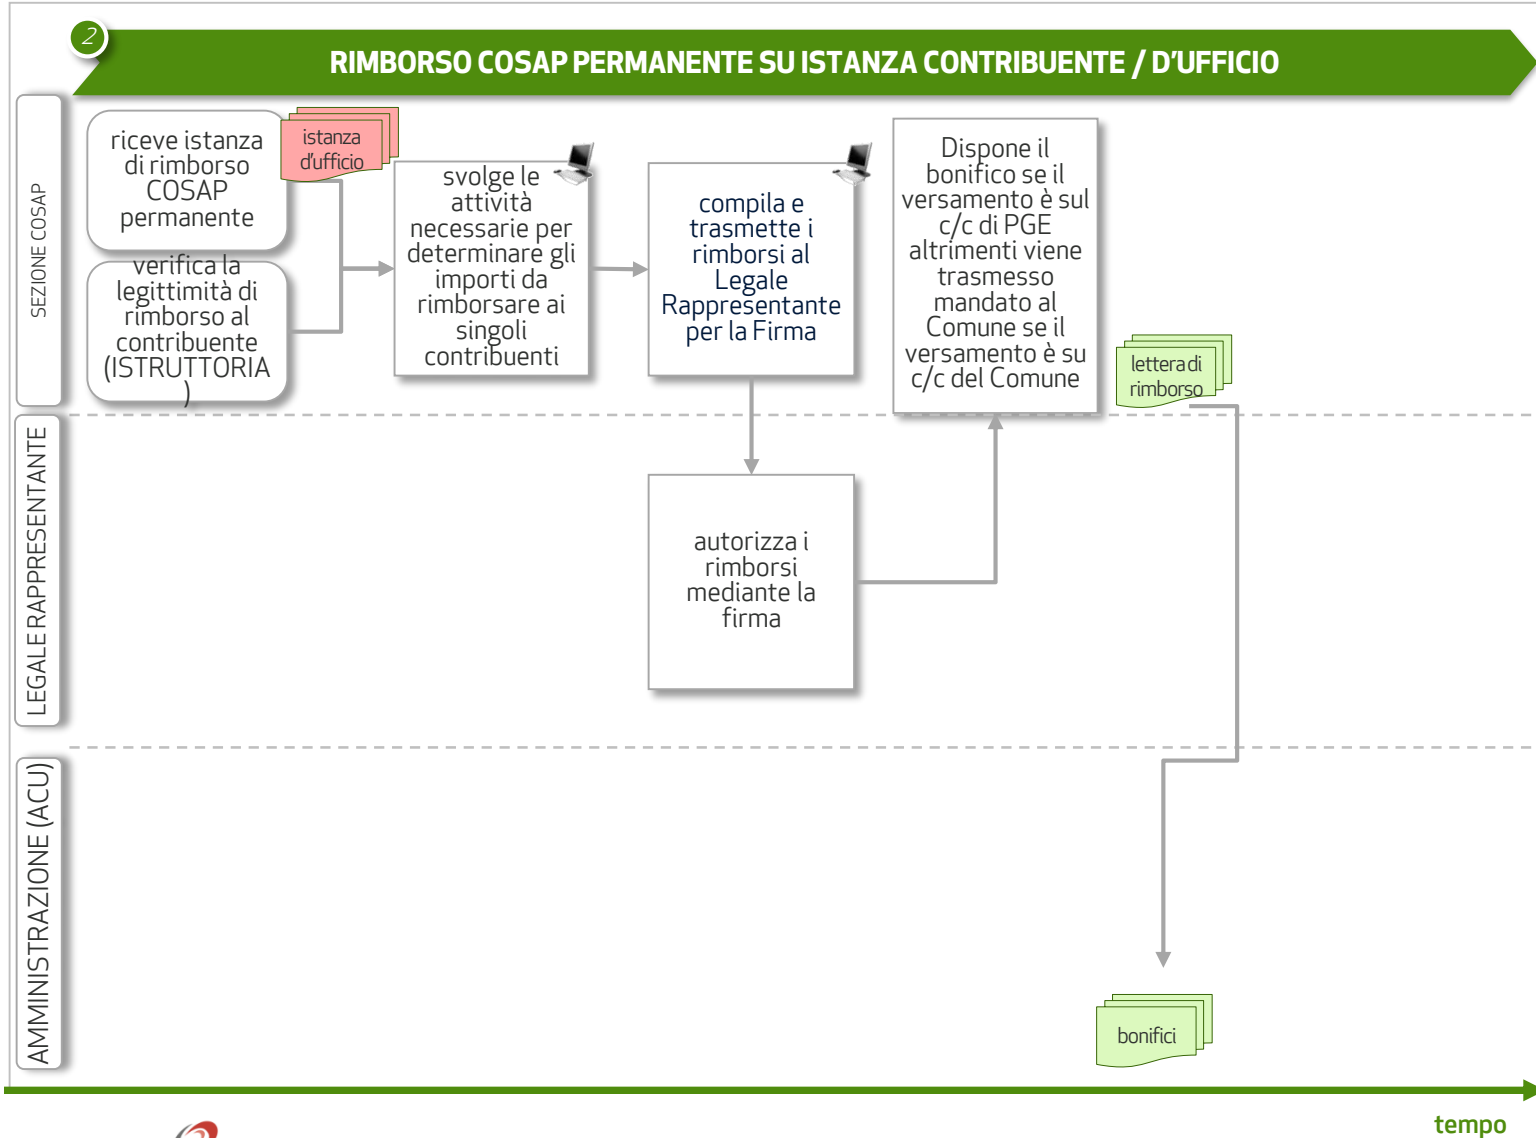 2
RIMBORSO COSAP PERMANENTE SU ISTANZA CONTRIBUENTE / D'UFFICIO
SEZIONE COSAP
riceve istanza
di rimborso
COSAP
permanente
istanza
d'ufficio
verifica la
legittimità di
rimborso al
contribuente
(ISTRUTTORIA
)
svolge le
attività
necessarie per
determinare gli
importi da
rimborsare ai
singoli
contribuenti
compila e
trasmette i
rimborsi al
Legale
Rappresentante
per la Firma
Dispone il
bonifico se il
versamento è sul
c/c di PGE
altrimenti viene
trasmesso
mandato al
Comune se il
versamento è su
c/c del Comune
lettera di
rimborso
LEGALE RAPPRESENTANTE
autorizza i
rimborsi
mediante la
firma
AMMINISTRAZIONE (ACU)
bonifici
tempo